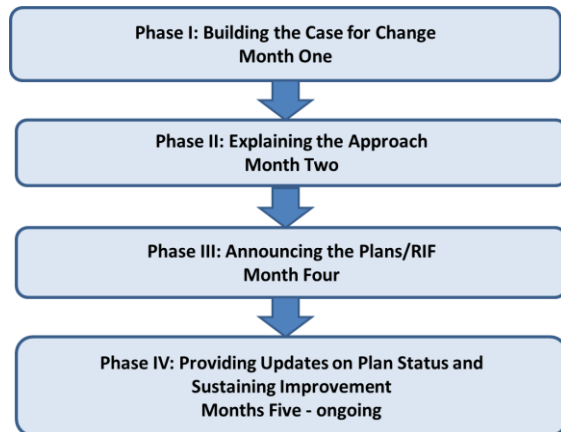 Phase I: Building the Case for Change
Month One
Phase II: Explaining the Approach
Month Two
Phase III: Announcing the Plans/RIF
Month Four
Phase IV: Providing Updates on Plan Status and
Sustaining Improvement
Months Five - ongoing